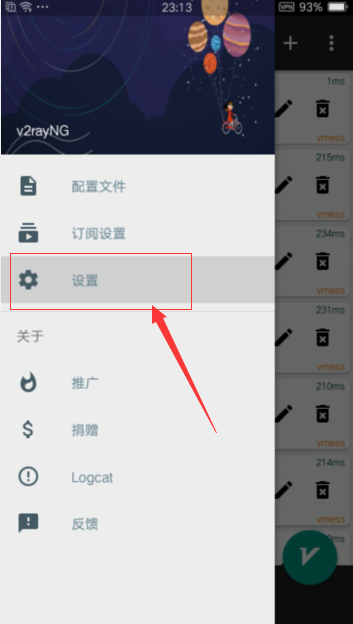 23:13
VPN 93%
v2rayNG
配置文件
订阅设置
设置
关于
推广
捐赠
Logcat
反馈
1ms
vmess
215ms
vmess
234ms
vmess
231ms
vmess
210ms
vmess
214ms
vmess